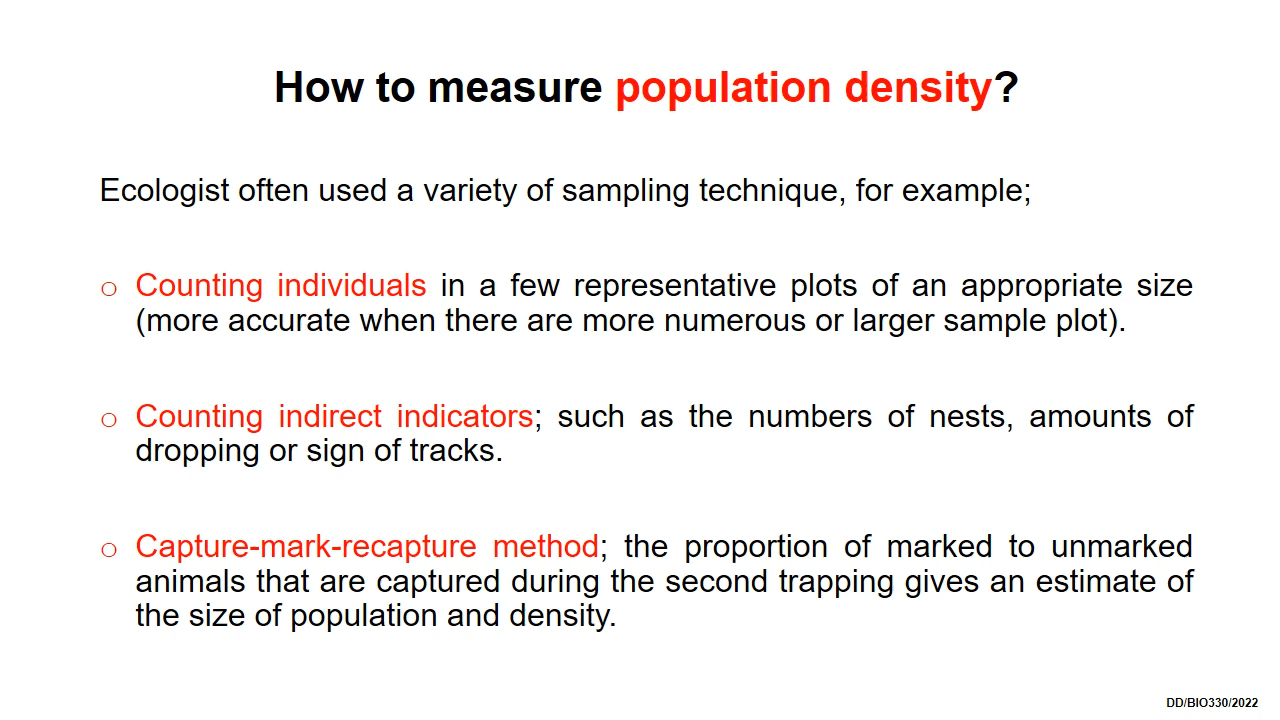 How to measure population density?
Ecologist often used a variety of sampling technique, for example;
o Counting individuals in a few representative plots of an appropriate size
(more accurate when there are more numerous or larger sample plot).
o Counting indirect indicators; such as the numbers of nests, amounts of
dropping or sign of tracks.
o Capture-mark-recapture method; the proportion of marked to unmarked
animals that are captured during the second trapping gives an estimate of
the size of population and density.
DD/BIO330/2022